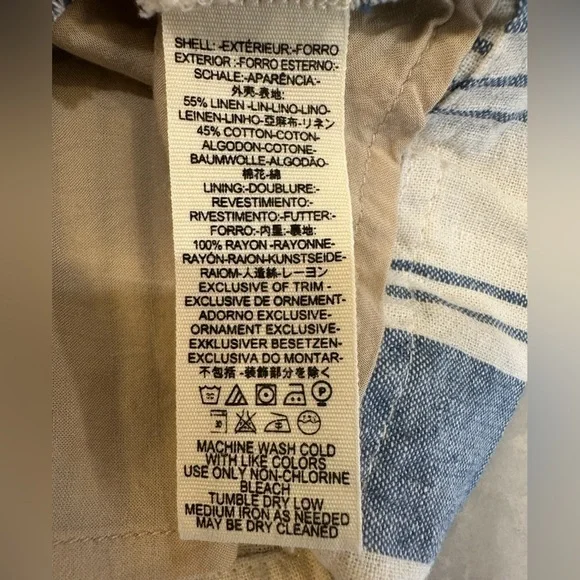 SHELL:-EXTÉRIEUR:-FORRO
EXTERIOR:-FORRO ESTERNO:-
SCHALE:-APARÊNCIA:-
外壳-表地:
55% LINEN-LIN-LINO-LINO-
LEINEN-LINHO-亞麻布-リネン
45% COTTON-COTON-
ALGODON-COTONE-
BAUMWOLLE-ALGODÃO-
棉花-綿
LINING:-DOUBLURE:-
REVESTIMIENTO:-
RIVESTIMENTO:-FUTTER:-
FORRO:-内里:-裏地:
100% RAYON-RAYONNE-
RAYÓN-RAION-KUNSTSEIDE-
RAIOM-人造綿-レーヨン
EXCLUSIVE OF TRIM-
EXCLUSIVE DE ORNEMENT-
ADORNO EXCLUSIVO-
ORNAMENT EXCLUSIVE-
EXKLUSIVER BESETZEN-
EXCLUSIVA DO MONTAR-
不包括-装飾部分を除く
P
MACHINE WASH COLD
WITH LIKE COLORS
USE ONLY NON-CHLORINE
BLEACH
TUMBLE DRY LOW
MEDIUM IRON AS NEEDED
MAY BE DRY CLEANED